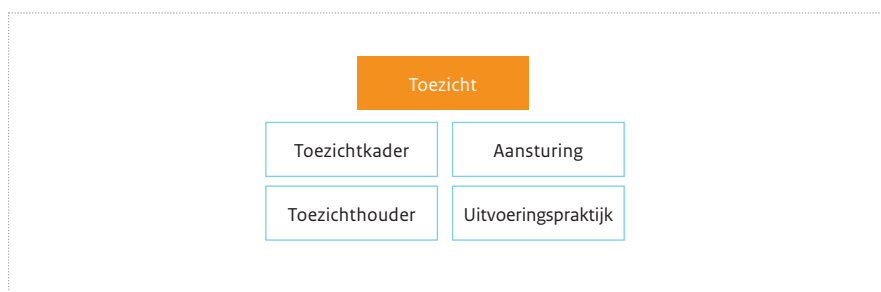 Toezicht
Toezichtkader
Aansturing
Toezichthouder
Uitvoeringspraktijk